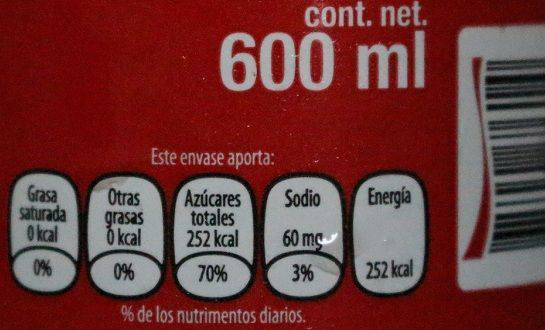 cont. net.
600 ml
Este envase aporta:
Grasa saturada 0 kcal 0%
Otras grasas 0 kcal 0%
Azúcares totales 252 kcal 70%
Sodio 60 mg 3%
Energía 252 kcal
% de los nutrimentos diarios.